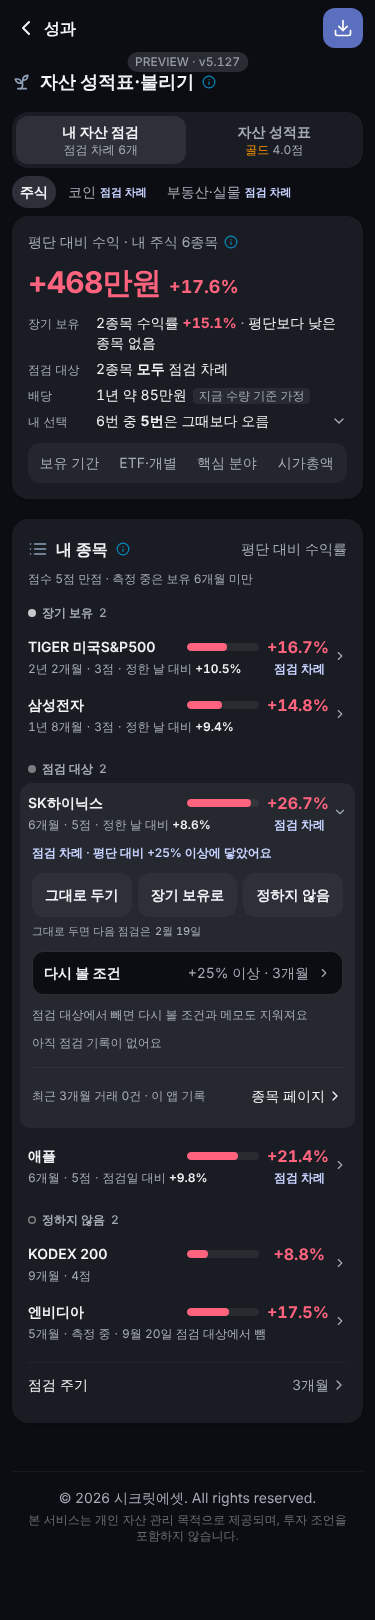 성과
PREVIEW · v5.127
자산 성적표·불리기
내 자산 점검
점검 차례 6개
자산 성적표
골드 4.0점
주식 코인 점검 차례 부동산·실물 점검 차례
평단 대비 수익 · 내 주식 6종목
+468만원 +17.6%
장기 보유 2종목 수익률 +15.1% · 평단보다 낮은
종목 없음
점검 대상 2종목 모두 점검 차례
배당 1년 약 85만원 지금 수량 기준 가정
내 선택 6번 중 5번은 그때보다 오름
보유 기간 ETF·개별 핵심 분야 시가총액
내 종목 평단 대비 수익률
점수 5점 만점 · 측정 중은 보유 6개월 미만
장기 보유 2
TIGER 미국S&P500 +16.7%
2년 2개월 · 3점 · 정한 날 대비 +10.5% 점검 차례
삼성전자 +14.8%
1년 8개월 · 3점 · 정한 날 대비 +9.4%
점검 대상 2
SK하이닉스 +26.7%
6개월 · 5점 · 정한 날 대비 +8.6% 점검 차례
점검 차례 · 평단 대비 +25% 이상에 닿았어요
그대로 두기 장기 보유로 정하지 않음
그대로 두면 다음 점검은 2월 19일
다시 볼 조건 +25% 이상 · 3개월
점검 대상에서 빼면 다시 볼 조건과 메모도 지워져요
아직 점검 기록이 없어요
최근 3개월 거래 0건 · 이 앱 기록 종목 페이지
애플 +21.4%
6개월 · 5점 · 점검일 대비 +9.8% 점검 차례
정하지 않음 2
KODEX 200 +8.8%
9개월 · 4점
엔비디아 +17.5%
5개월 · 측정 중 · 9월 20일 점검 대상에서 뺌
점검 주기 3개월
© 2026 시크릿에셋. All rights reserved.
본 서비스는 개인 자산 관리 목적으로 제공되며, 투자 조언을
포함하지 않습니다.